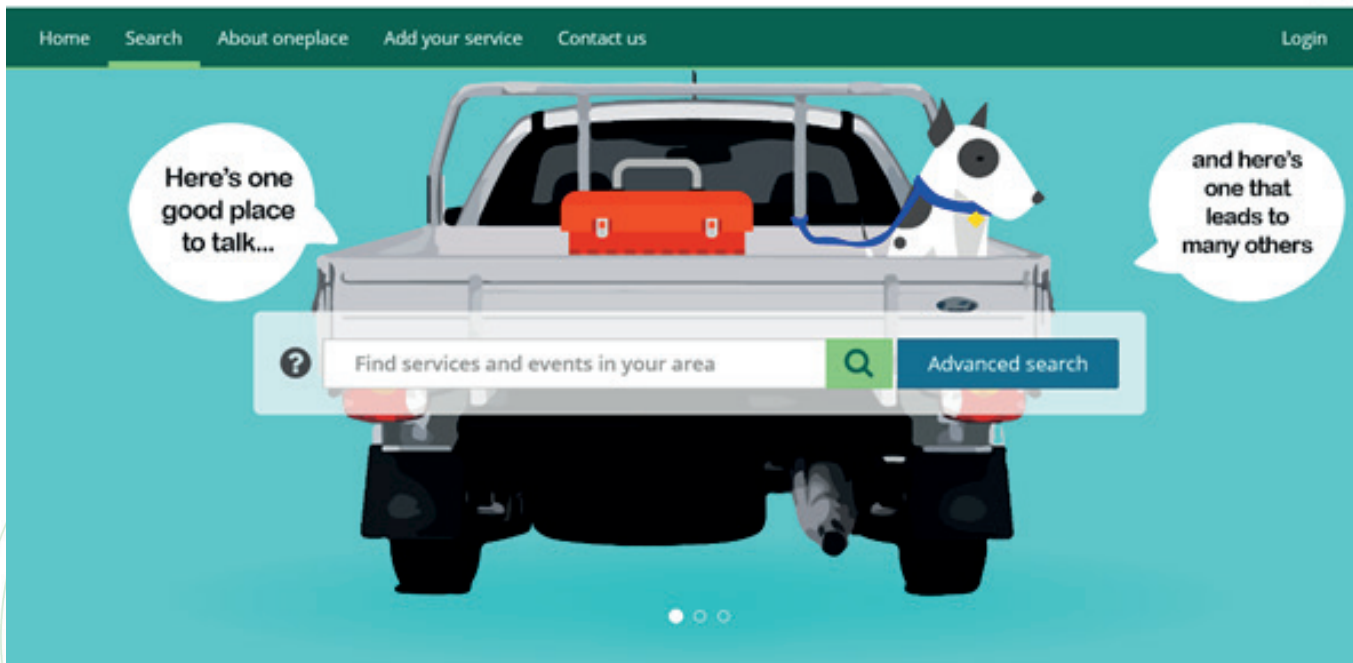 Home Search About oneplace Add your service Contact us Login
Here's one
good place
to talk...
and here's
one that
leads to
many others
? Find services and events in your area Advanced search